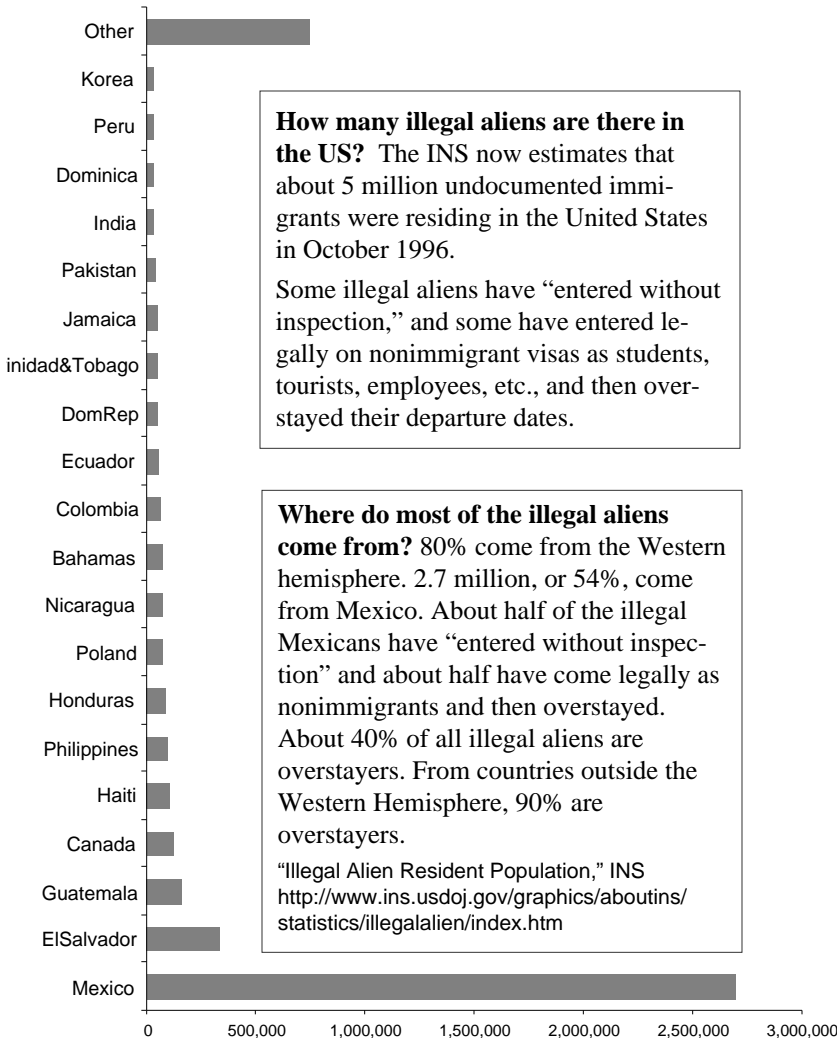 Other
Korea
Peru
Dominica
India
Pakistan
Jamaica
inidad&Tobago
DomRep
Ecuador
Colombia
Bahamas
Nicaragua
Poland
Honduras
Philippines
Haiti
Canada
Guatemala
ElSalvador
Mexico
How many illegal aliens are there in
the US? The INS now estimates that
about 5 million undocumented immi-
grants were residing in the United States
in October 1996.
Some illegal aliens have “entered without
inspection,” and some have entered le-
gally on nonimmigrant visas as students,
tourists, employees, etc., and then over-
stayed their departure dates.
Where do most of the illegal aliens
come from? 80% come from the Western
hemisphere. 2.7 million, or 54%, come
from Mexico. About half of the illegal
Mexicans have “entered without inspec-
tion” and about half have come legally as
nonimmigrants and then overstayed.
About 40% of all illegal aliens are
overstayers. From countries outside the
Western Hemisphere, 90% are
overstayers.
“Illegal Alien Resident Population,” INS
http://www.ins.usdoj.gov/graphics/aboutins/
statistics/illegalalien/index.htm
0 500,000 1,000,000 1,500,000 2,000,000 2,500,000 3,000,000